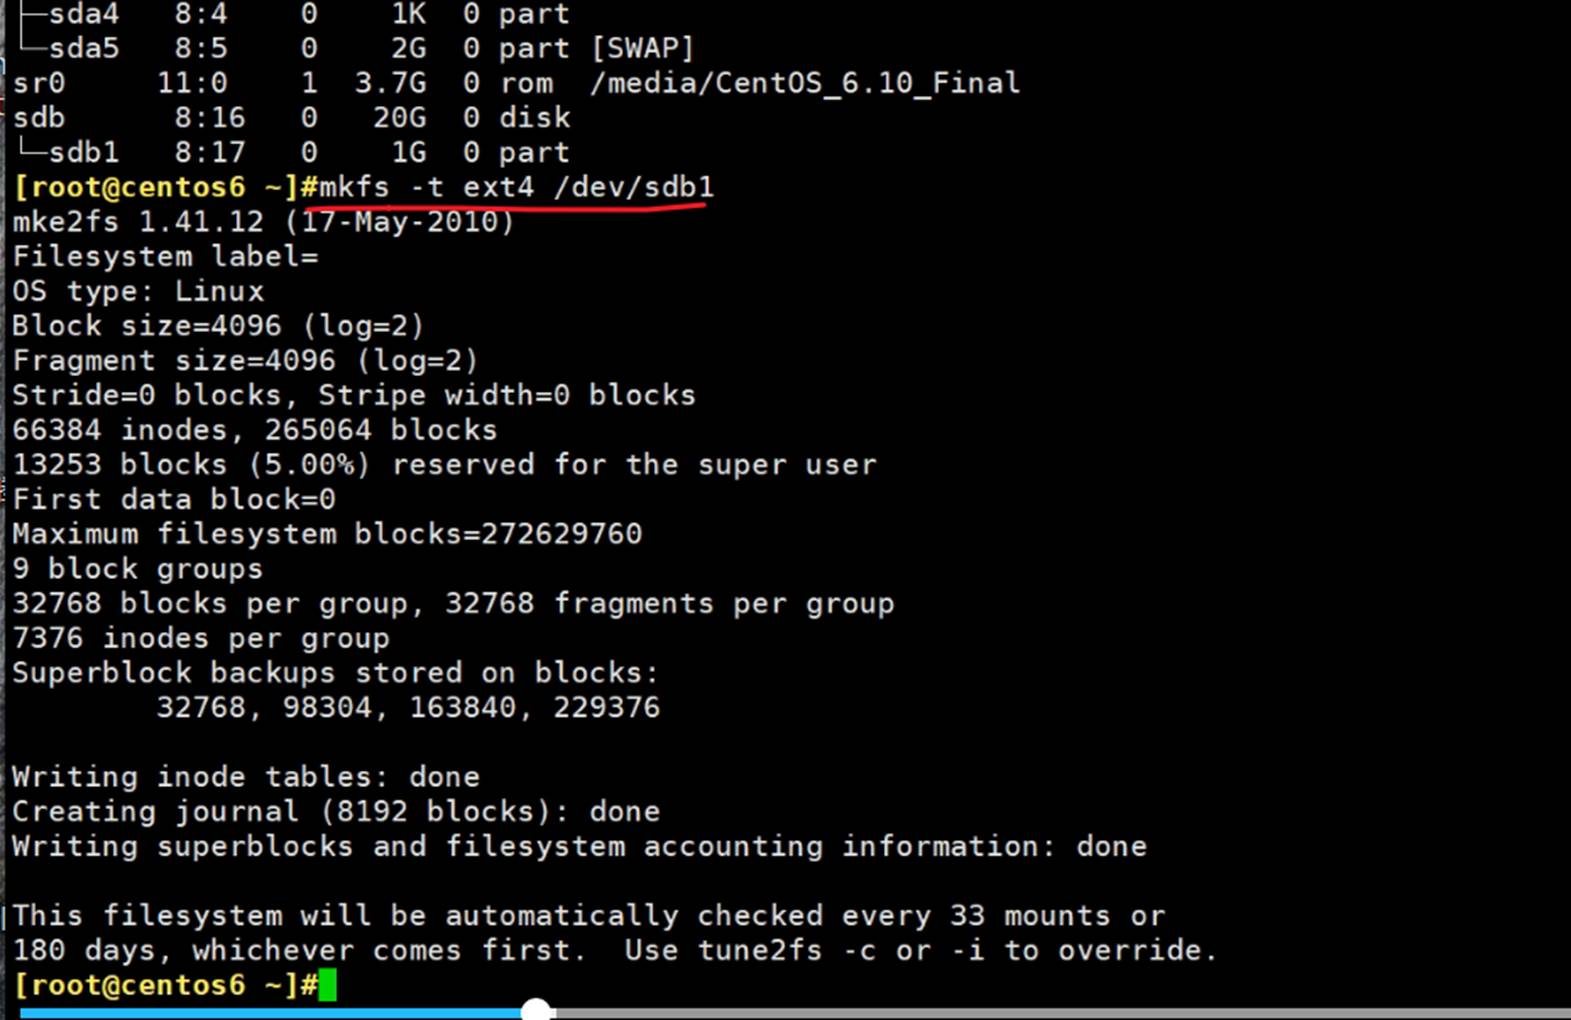 ├─sda4   8:4    0    1K  0 part
└─sda5   8:5    0    2G  0 part [SWAP]
sr0     11:0    1  3.7G  0 rom  /media/CentOS_6.10_Final
sdb      8:16   0   20G  0 disk
└─sdb1   8:17   0    1G  0 part
[root@centos6 ~]#mkfs -t ext4 /dev/sdb1
mke2fs 1.41.12 (17-May-2010)
Filesystem label=
OS type: Linux
Block size=4096 (log=2)
Fragment size=4096 (log=2)
Stride=0 blocks, Stripe width=0 blocks
66384 inodes, 265064 blocks
13253 blocks (5.00%) reserved for the super user
First data block=0
Maximum filesystem blocks=272629760
9 block groups
32768 blocks per group, 32768 fragments per group
7376 inodes per group
Superblock backups stored on blocks:
        32768, 98304, 163840, 229376
Writing inode tables: done
Creating journal (8192 blocks): done
Writing superblocks and filesystem accounting information: done
This filesystem will be automatically checked every 33 mounts or
180 days, whichever comes first.  Use tune2fs -c or -i to override.
[root@centos6 ~]#